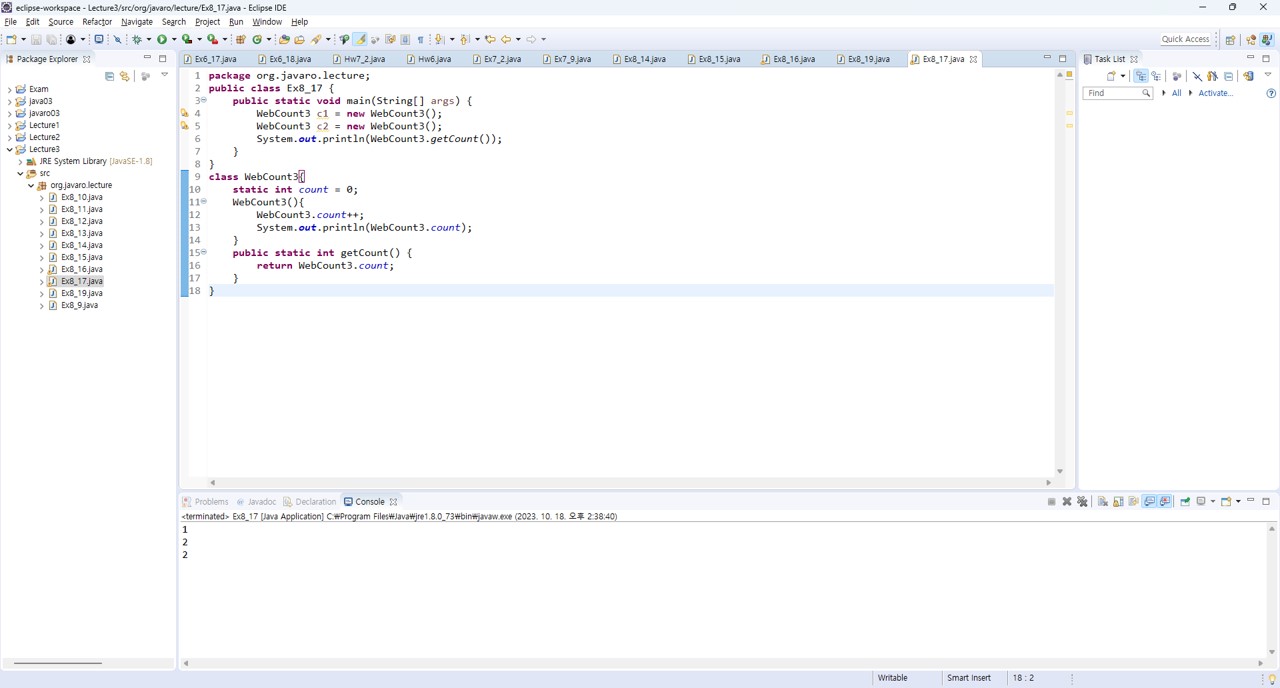 eclipse-workspace - Lecture3/src/org/javaro/lecture/Ex8_17.java - Eclipse IDE
File Edit Source Refactor Navigate Search Project Run Window Help
Quick Access
Package Explorer
Exam
java03
javaro03
Lecture1
Lecture2
Lecture3
JRE System Library [JavaSE-1.8]
src
org.javaro.lecture
Ex8_10.java
Ex8_11.java
Ex8_12.java
Ex8_13.java
Ex8_14.java
Ex8_15.java
Ex8_16.java
Ex8_17.java
Ex8_19.java
Ex8_9.java
Ex6_17.java Ex6_18.java Hw7_2.java Hw6.java Ex7_2.java Ex7_9.java Ex8_14.java Ex8_15.java Ex8_16.java Ex8_19.java Ex8_17.java
1 package org.javaro.lecture;
2 public class Ex8_17 {
3 public static void main(String[] args) {
4 WebCount3 c1 = new WebCount3();
5 WebCount3 c2 = new WebCount3();
6 System.out.println(WebCount3.getCount());
7 }
8 }
9 class WebCount3{
10 static int count = 0;
11 WebCount3(){
12 WebCount3.count++;
13 System.out.println(WebCount3.count);
14 }
15 public static int getCount() {
16 return WebCount3.count;
17 }
18 }
Task List
Find All Activate...
Problems Javadoc Declaration Console
<terminated> Ex8_17 [Java Application] C:₩Program Files₩Java₩jre1.8.0_73₩bin₩javaw.exe (2023. 10. 18. 오후 2:38:40)
1
2
2
Writable Smart Insert 18 : 2